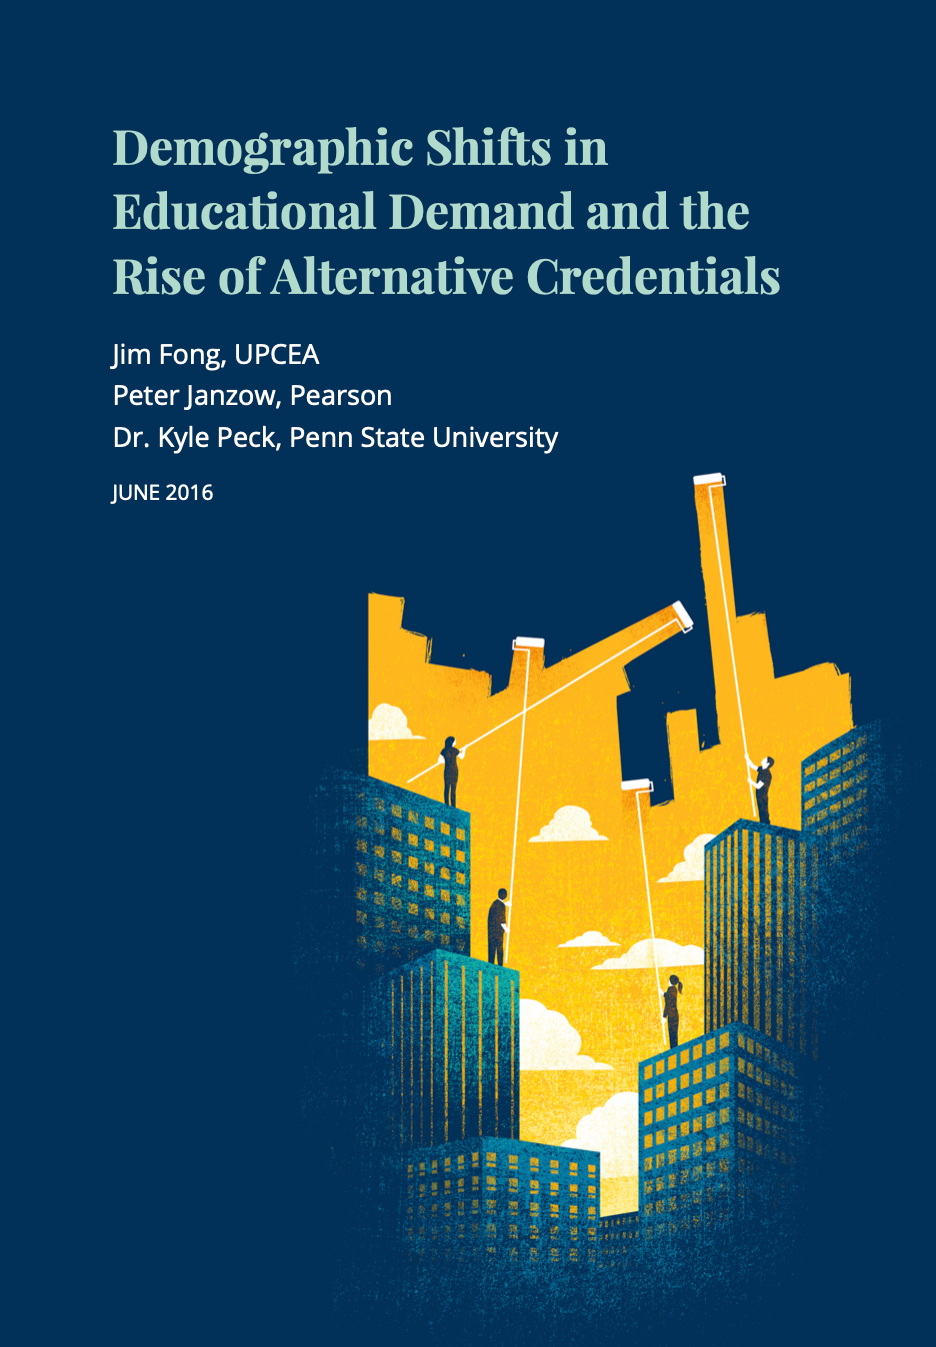 Demographic Shifts in
Educational Demand and the
Rise of Alternative Credentials
Jim Fong, UPCEA
Peter Janzow, Pearson
Dr. Kyle Peck, Penn State University
JUNE 2016